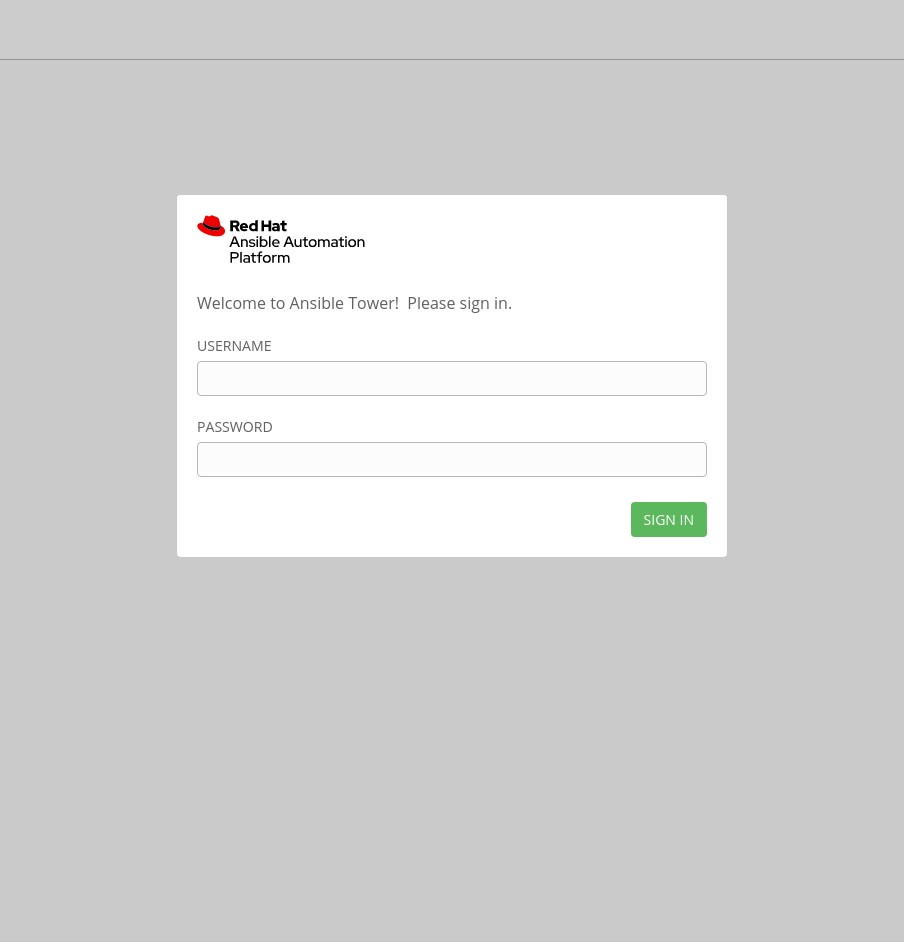 Red Hat
Ansible Automation
Platform
Welcome to Ansible Tower!  Please sign in.
USERNAME
PASSWORD
SIGN IN